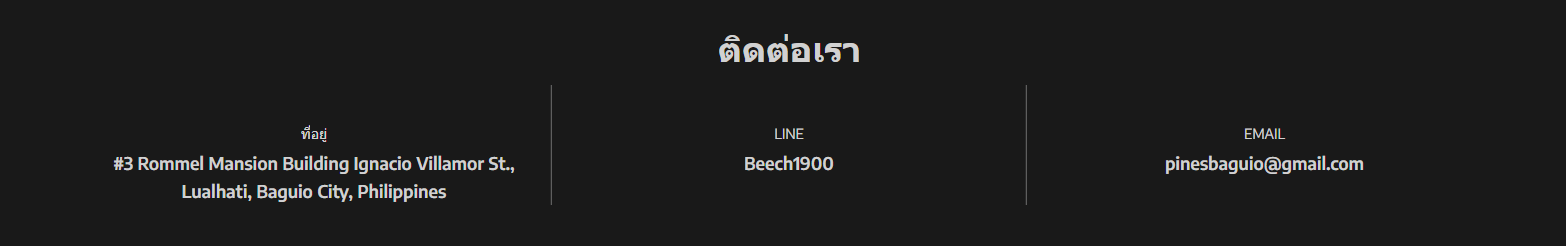 ติดต่อเรา
ที่อยู่
#3 Rommel Mansion Building Ignacio Villamor St.,
Lualhati, Baguio City, Philippines
LINE
Beech1900
EMAIL
pinesbaguio@gmail.com